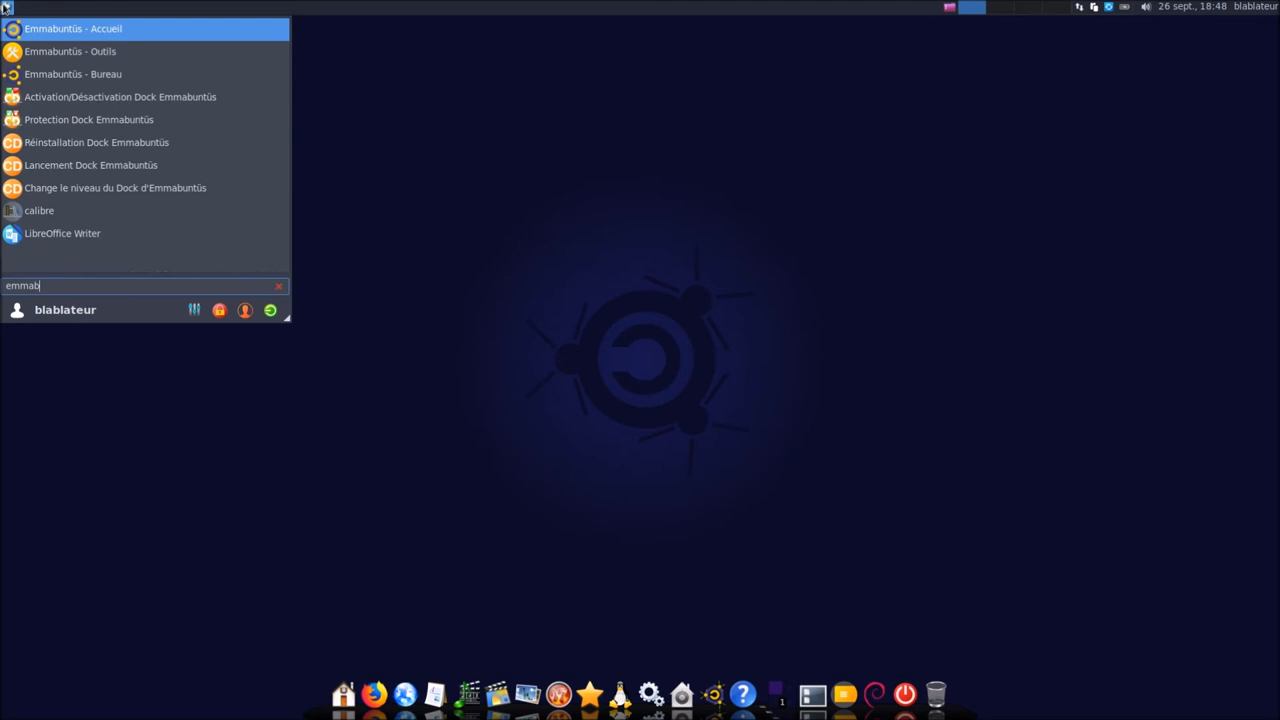 26 sept., 18:48 blablateur
Emmabuntüs - Accueil
Emmabuntüs - Outils
Emmabuntüs - Bureau
Activation/Désactivation Dock Emmabuntüs
Protection Dock Emmabuntüs
Réinstallation Dock Emmabuntüs
Lancement Dock Emmabuntüs
Change le niveau du Dock d'Emmabuntüs
calibre
LibreOffice Writer
emmab
blablateur
1